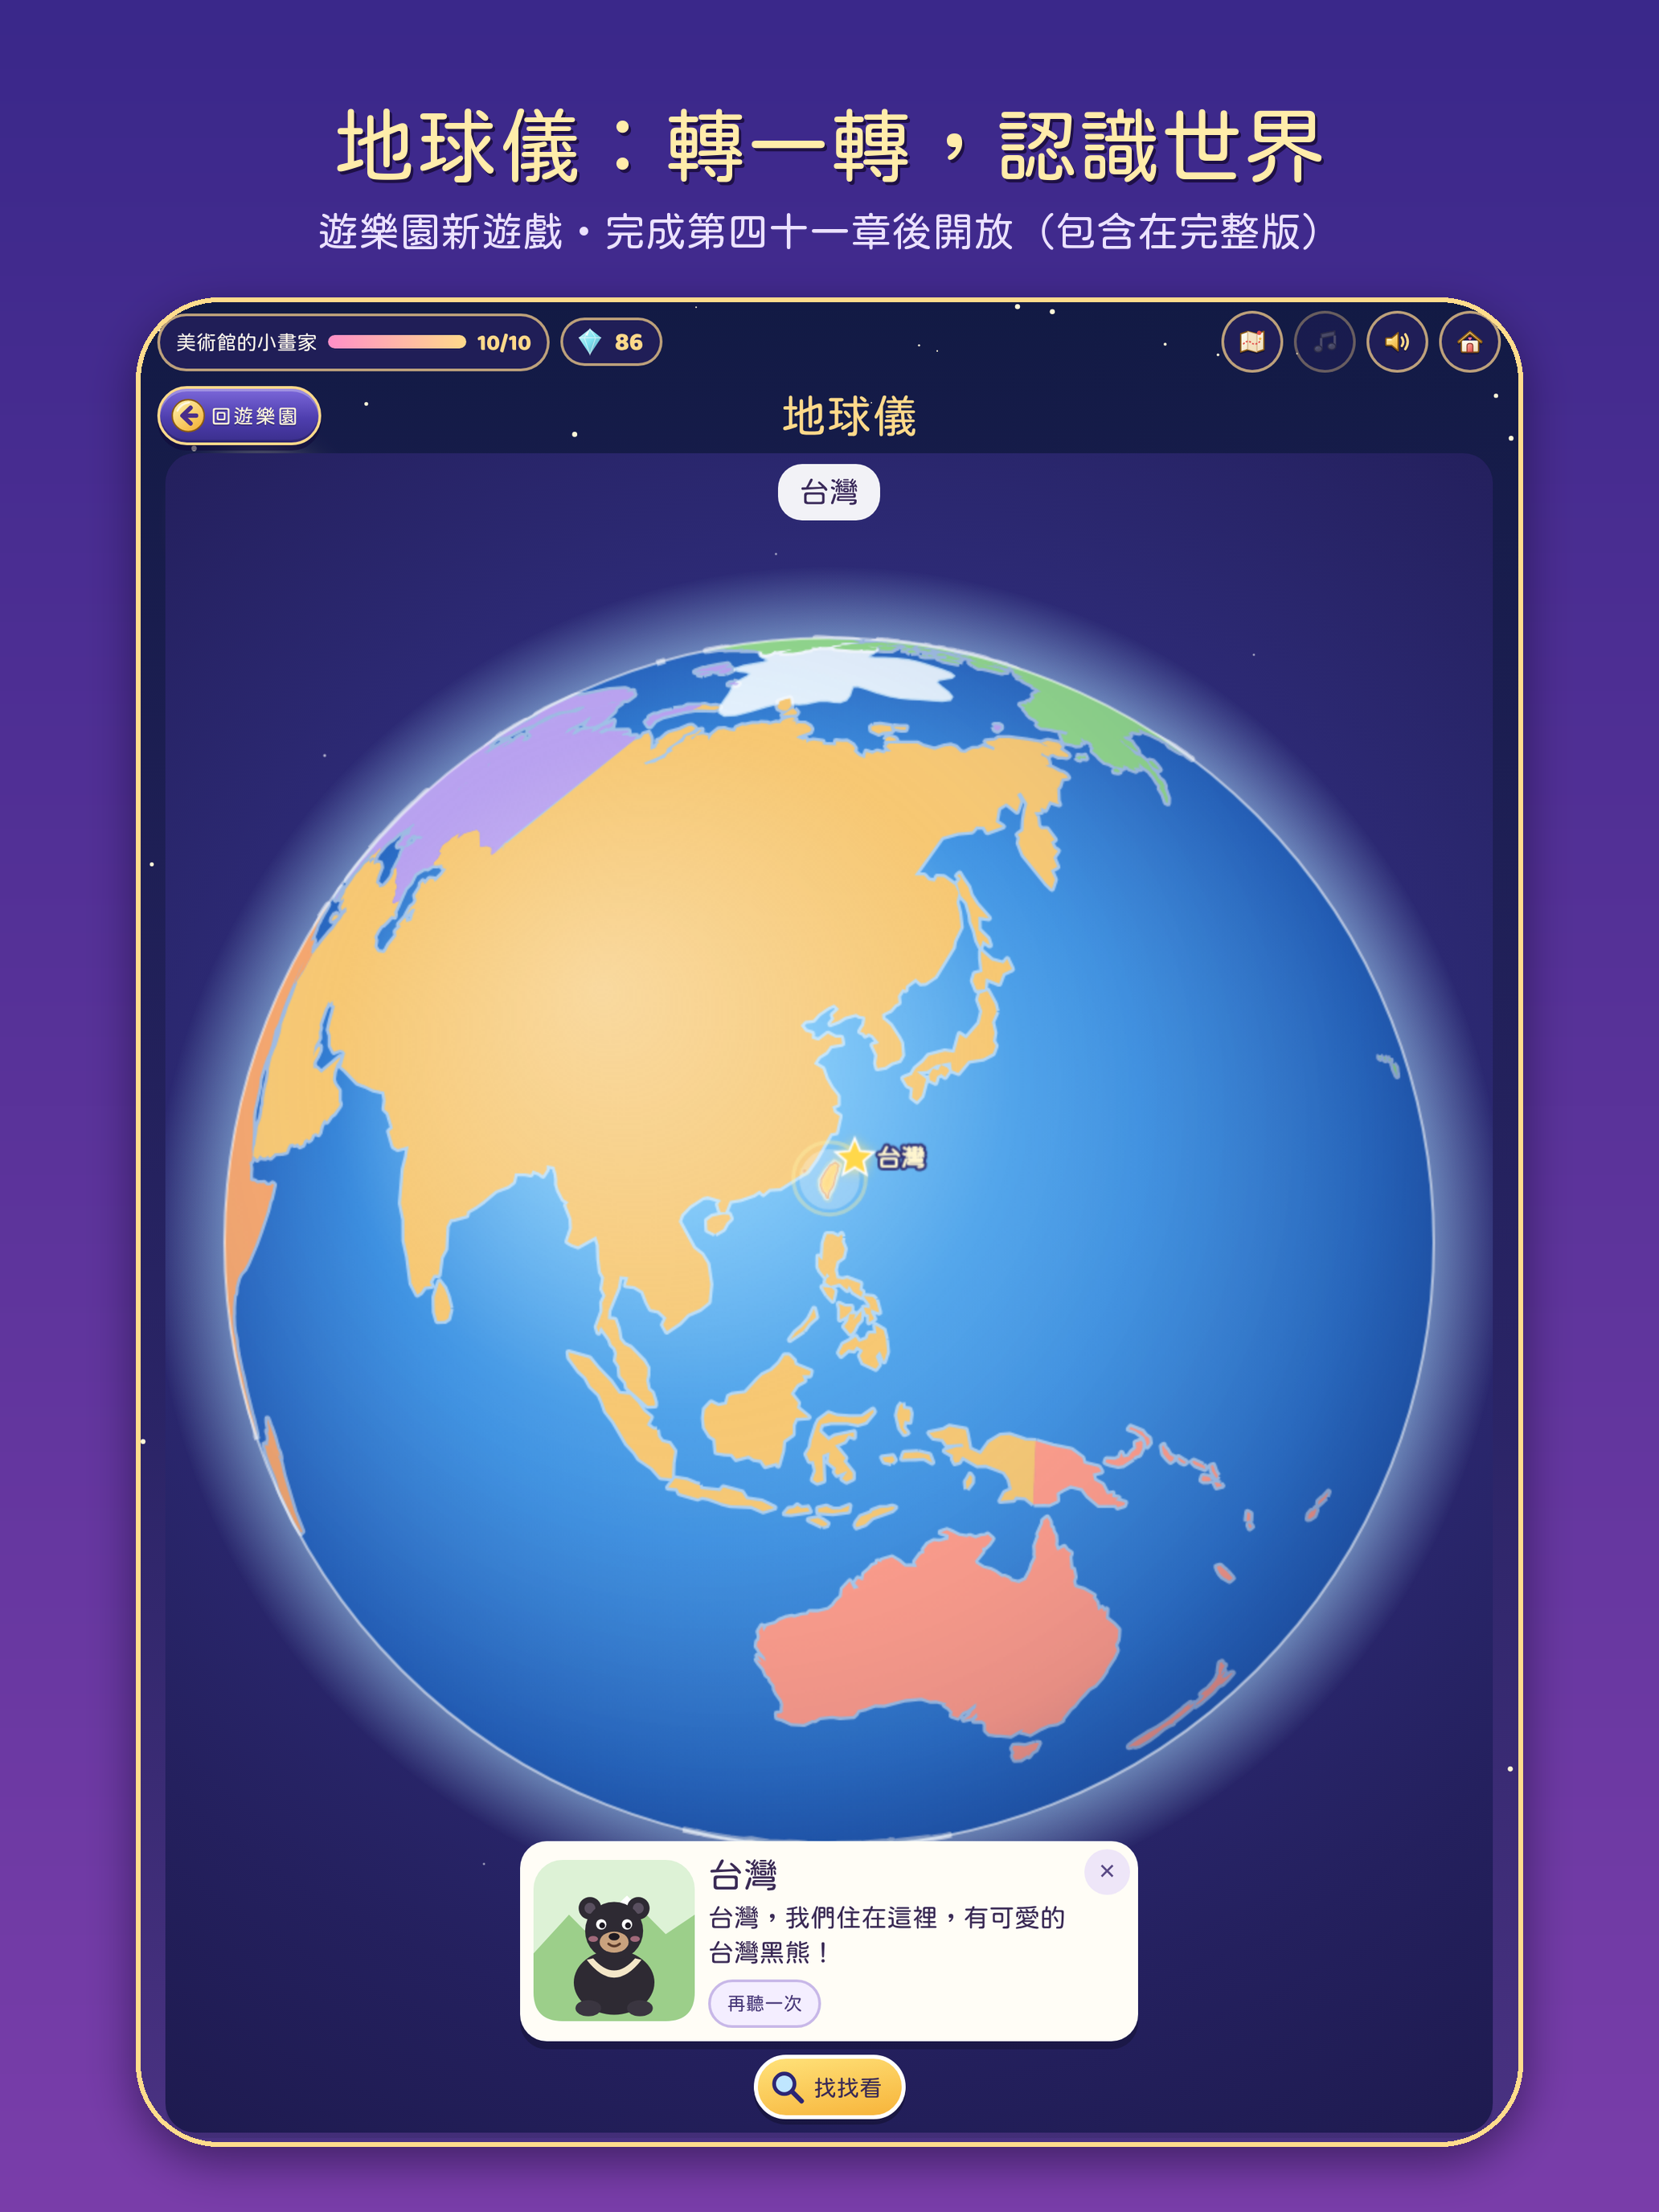 地球儀：轉一轉，認識世界
遊樂園新遊戲・完成第四十一章後開放（包含在完整版）
美術館的小畫家 10/10 86
回遊樂園
地球儀
台灣
台灣
台灣
台灣，我們住在這裡，有可愛的
台灣黑熊！
再聽一次
找找看